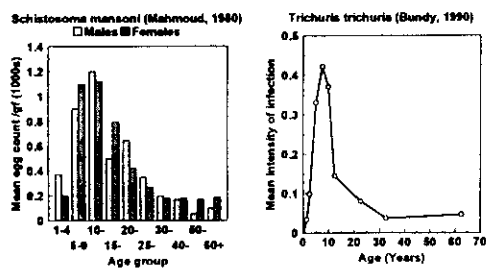 Schistosoma mansoni (Mahmoud, 1980)
Males Females
Mean egg count /gf (1000s)
1.4
1.2
1.0
0.8
0.6
0.4
0.2
0
1-4 10- 20- 30- 50-
5-9 15- 25- 40- 60+
Age group
Trichuris trichuris (Bundy, 1990)
Mean intensity of infection
0.5
0.4
0.3
0.2
0.1
0
0 10 20 30 40 50 60 70
Age (Years)